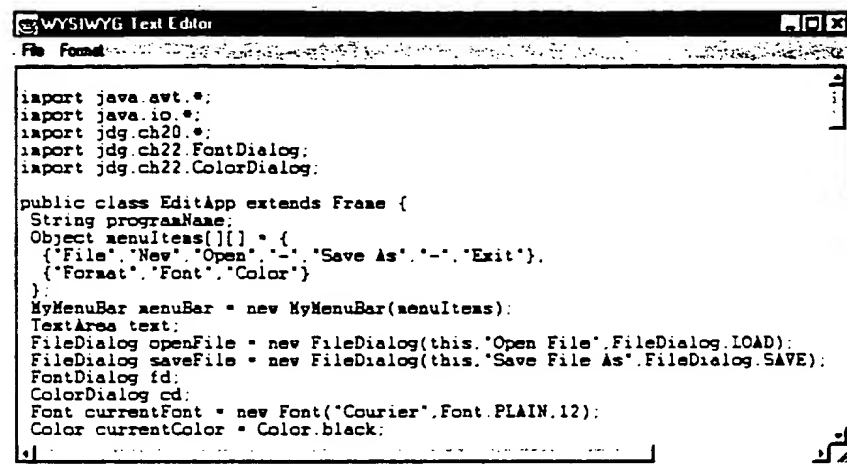 WYSIWYG Text Editor
File Format
import java.awt.*;
import java.io.*;
import jdg.ch20.*;
import jdg.ch22.FontDialog;
import jdg.ch22.ColorDialog;
public class EditApp extends Frame {
String programName;
Object menuItems[][] = {
{"File","New","Open","-","Save As","-","Exit"},
{"Format","Font","Color"}
};
MyMenuBar menuBar = new MyMenuBar(menuItems);
TextArea text;
FileDialog openFile = new FileDialog(this,"Open File",FileDialog.LOAD);
FileDialog saveFile = new FileDialog(this,"Save File As",FileDialog.SAVE);
FontDialog fd;
ColorDialog cd;
Font currentFont = new Font("Courier",Font.PLAIN,12);
Color currentColor = Color.black;